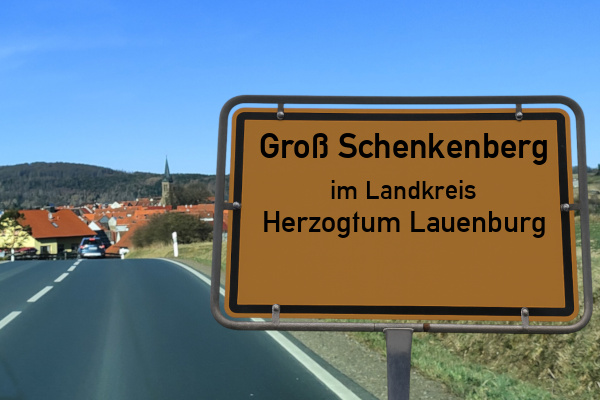 Groß Schenkenberg
im Landkreis
Herzogtum Lauenburg